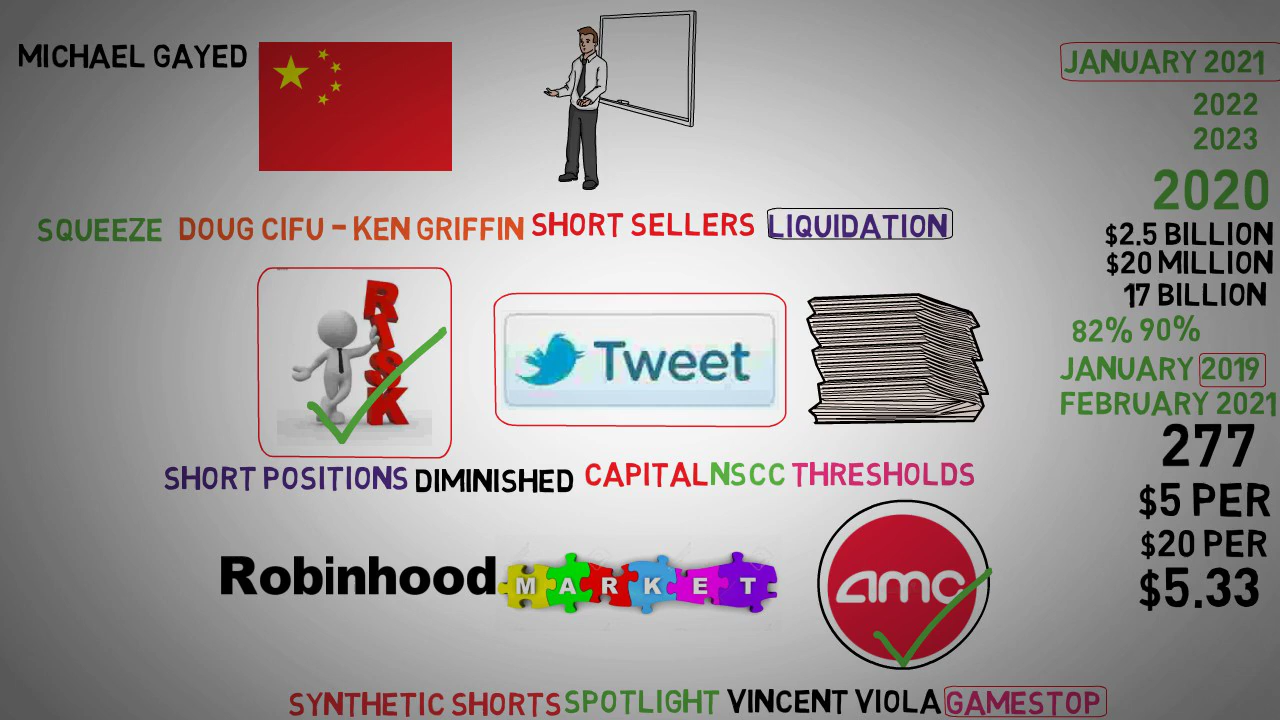 MICHAEL GAYED
JANUARY 2021
2022
2023
2020
SQUEEZE DOUG CIFU - KEN GRIFFIN SHORT SELLERS LIQUIDATION
$2.5 BILLION
$20 MILLION
17 BILLION
RISK
Tweet
82% 90%
JANUARY 2019
FEBRUARY 2021
277
SHORT POSITIONS DIMINISHED CAPITAL NSCC THRESHOLDS
$5 PER
$20 PER
$5.33
Robinhood MARKET
amc
SYNTHETIC SHORTS SPOTLIGHT VINCENT VIOLA GAMESTOP